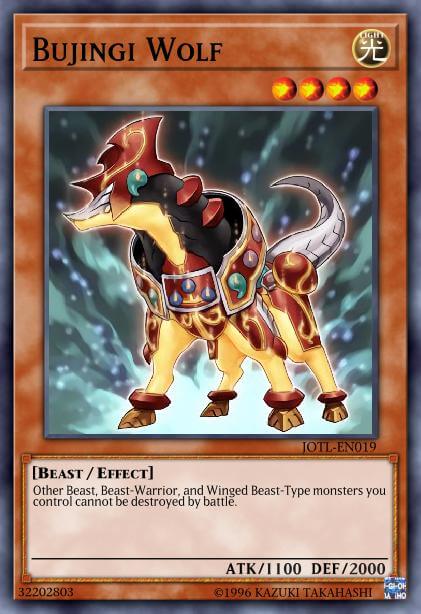 Bujingi Wolf
LIGHT
光
JOTL-EN019
[Beast / Effect]
Other Beast, Beast-Warrior, and Winged Beast-Type monsters you
control cannot be destroyed by battle.
ATK/1100 DEF/2000
32202803
©1996 KAZUKI TAKAHASHI